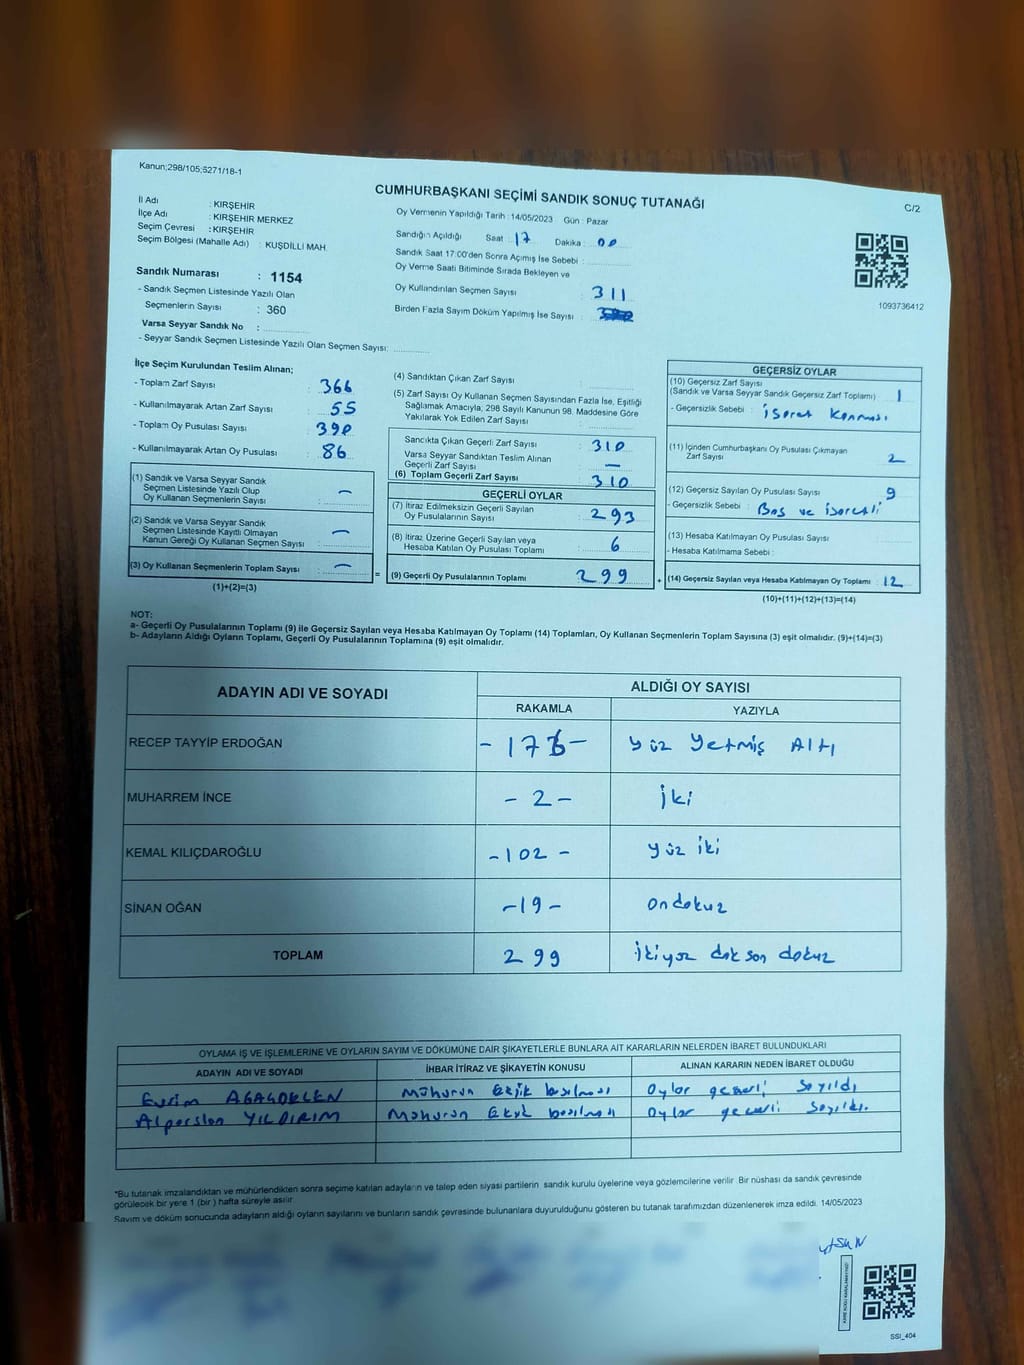 Kanun;298/105;5271/18-1
CUMHURBAŞKANI SEÇİMİ SANDIK SONUÇ TUTANAĞI
C/2
İl Adı : KIRŞEHİR
İlçe Adı : KIRŞEHİR MERKEZ
Seçim Çevresi : KIRŞEHİR
Seçim Bölgesi (Mahalle Adı) : KUŞDİLLİ MAH.
Sandık Numarası : 1154
- Sandık Seçmen Listesinde Yazılı Olan
Seçmenlerin Sayısı : 360
Varsa Seyyar Sandık No :
- Seyyar Sandık Seçmen Listesinde Yazılı Olan Seçmen Sayısı:
Oy Vermenin Yapıldığı Tarih : 14/05/2023 Gün : Pazar
Sandığın Açıldığı Saat : 17 Dakika : 00
Sandık Saat 17:00'den Sonra Açımış İse Sebebi :
Oy Verme Saati Bitiminde Sırada Bekleyen ve
Oy Kullandırılan Seçmen Sayısı : 311
Birden Fazla Sayım Döküm Yapılmış İse Sayısı :
1093736412
İlçe Seçim Kurulundan Teslim Alınan;
- Toplam Zarf Sayısı : 366
- Kullanılmayarak Artan Zarf Sayısı : 55
- Toplam Oy Pusulası Sayısı : 390
- Kullanılmayarak Artan Oy Pusulası : 86
(1) Sandık ve Varsa Seyyar Sandık
Seçmen Listesinde Yazılı Olup
Oy Kullanan Seçmenlerin Sayısı : —
(2) Sandık ve Varsa Seyyar Sandık
Seçmen Listesinde Kayıtlı Olmayan
Kanun Gereği Oy Kullanan Seçmen Sayısı : —
(3) Oy Kullanan Seçmenlerin Toplam Sayısı : —
(1)+(2)=(3)
=
(4) Sandıktan Çıkan Zarf Sayısı :
(5) Zarf Sayısı Oy Kullanan Seçmen Sayısından Fazla İse, Eşitliği
Sağlamak Amacıyla, 298 Sayılı Kanunun 98. Maddesine Göre
Yakılarak Yok Edilen Zarf Sayısı :
Sandıkta Çıkan Geçerli Zarf Sayısı : 310
Varsa Seyyar Sandıktan Teslim Alınan
Geçerli Zarf Sayısı : —
(6) Toplam Geçerli Zarf Sayısı : 310
GEÇERLİ OYLAR
(7) İtiraz Edilmeksizin Geçerli Sayılan
Oy Pusulalarının Sayısı : 293
(8) İtiraz Üzerine Geçerli Sayılan veya
Hesaba Katılan Oy Pusulası Toplamı : 6
(9) Geçerli Oy Pusulalarının Toplamı : 299
+
GEÇERSİZ OYLAR
(10) Geçersiz Zarf Sayısı
(Sandık ve Varsa Seyyar Sandık Geçersiz Zarf Toplamı) : 1
- Geçersizlik Sebebi : işaret konması
(11) İçinden Cumhurbaşkanı Oy Pusulası Çıkmayan
Zarf Sayısı : 2
(12) Geçersiz Sayılan Oy Pusulası Sayısı : 9
- Geçersizlik Sebebi : Boş ve işaretli
(13) Hesaba Katılmayan Oy Pusulası Sayısı :
- Hesaba Katılmama Sebebi :
(14) Geçersiz Sayılan veya Hesaba Katılmayan Oy Toplamı : 12
(10)+(11)+(12)+(13)=(14)
NOT:
a- Geçerli Oy Pusulalarının Toplamı (9) ile Geçersiz Sayılan veya Hesaba Katılmayan Oy Toplamı (14) Toplamları, Oy Kullanan Seçmenlerin Toplam Sayısına (3) eşit olmalıdır. (9)+(14)=(3)
b- Adayların Aldığı Oyların Toplamı, Geçerli Oy Pusulalarının Toplamına (9) eşit olmalıdır.
ADAYIN ADI VE SOYADI
ALDIĞI OY SAYISI
RAKAMLA YAZIYLA
RECEP TAYYİP ERDOĞAN -176- yüz yetmiş Altı
MUHARREM İNCE -2- İki
KEMAL KILIÇDAROĞLU -102- yüz iki
SİNAN OĞAN -19- ondokuz
TOPLAM 299 ikiyüz doksan dokuz
OYLAMA İŞ VE İŞLEMLERİNE VE OYLARIN SAYIM VE DÖKÜMÜNE DAİR ŞİKAYETLERLE BUNLARA AİT KARARLARIN NELERDEN İBARET BULUNDUKLARI
ADAYIN ADI VE SOYADI İHBAR İTİRAZ VE ŞİKAYETİN KONUSU ALINAN KARARIN NEDEN İBARET OLDUĞU
Evrim Mührün Eksik basılması Oylar geçerli Sayıldı
Alparslan YILDIRIM Mührün Eksik basılması Oylar geçerli Sayıldı.
*Bu tutanak imzalandıktan ve mühürlendikten sonra seçime katılan adayların ve talep eden siyasi partilerin sandık kurulu üyelerine veya gözlemcilerine verilir. Bir nüshası da sandık çevresinde
görülecek bir yere 1 (bir) hafta süreyle asılır.
Sayım ve döküm sonucunda adayların aldığı oyların sayılarını ve bunların sandık çevresinde bulunanlara duyurulduğunu gösteren bu tutanak tarafımızdan düzenlenerek imza edildi. 14/05/2023
SSI_404